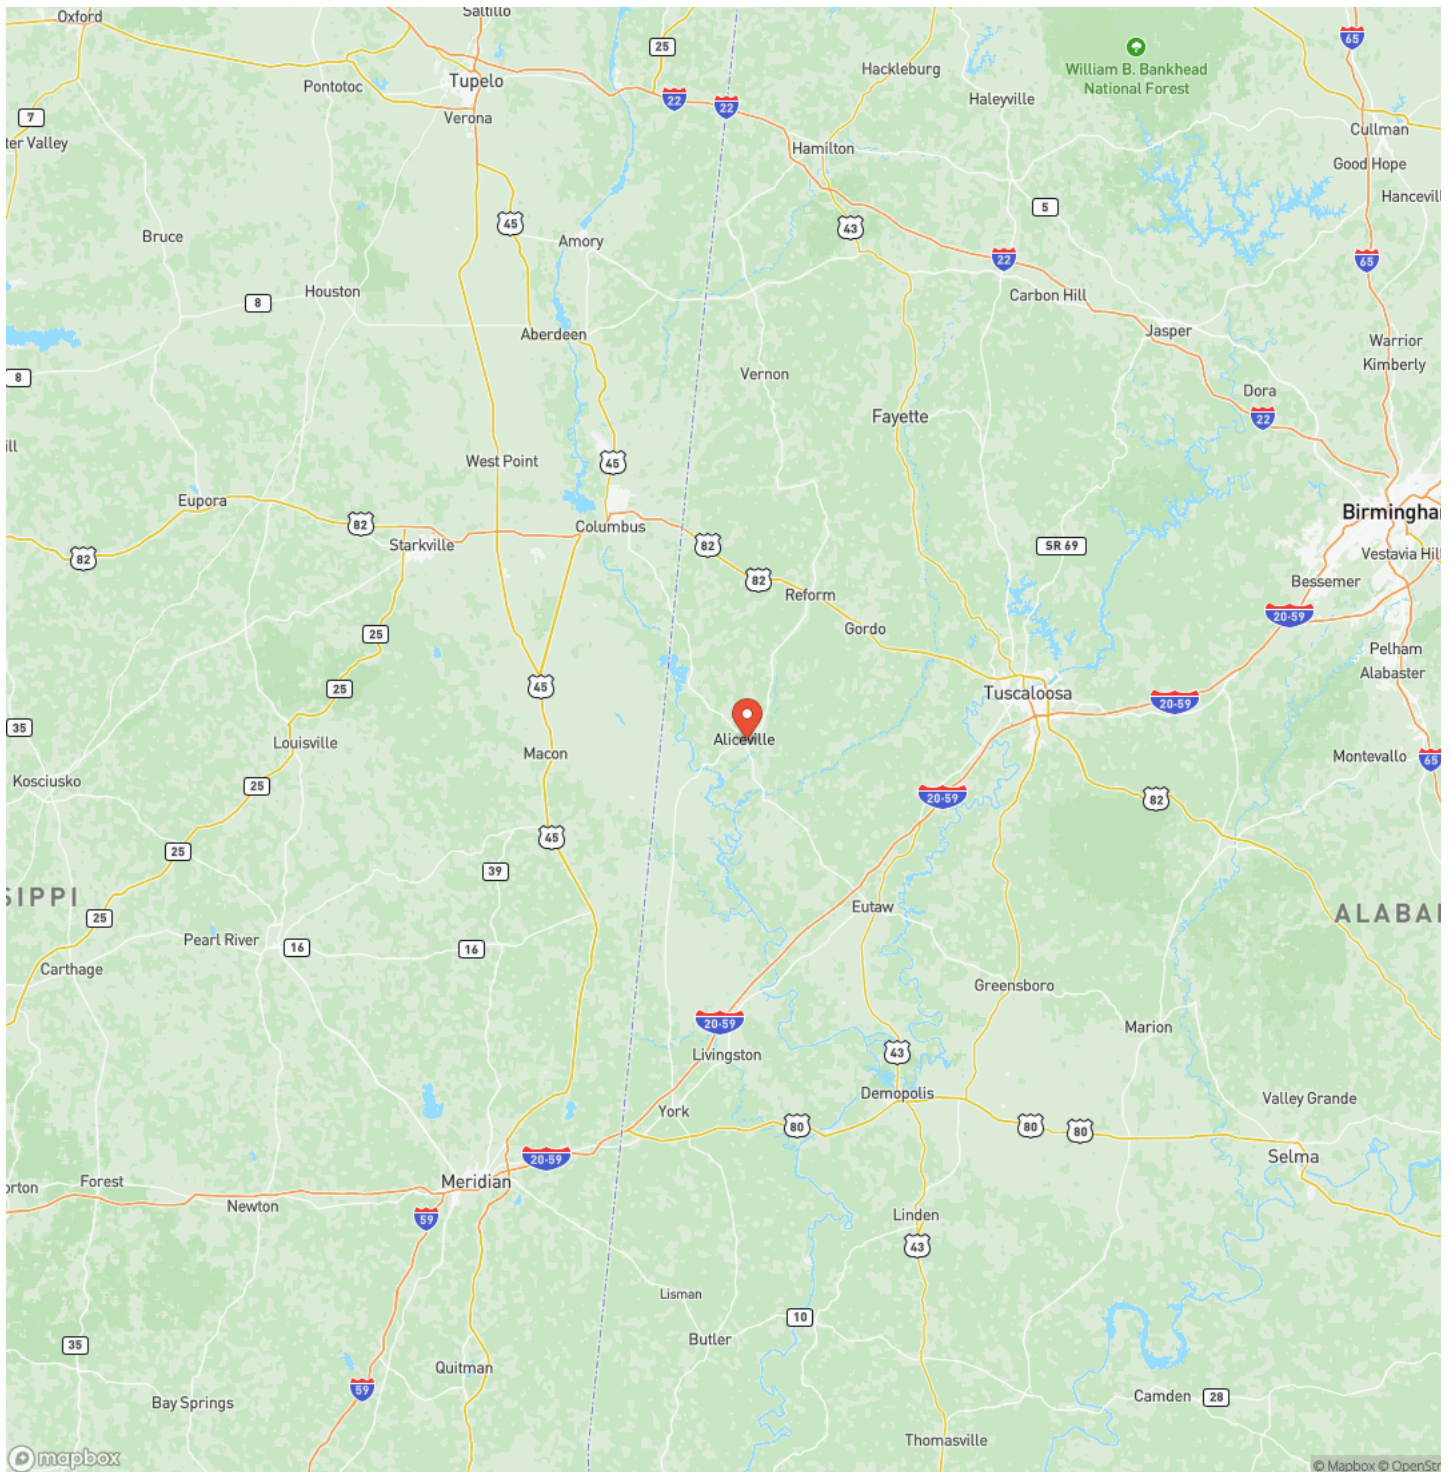 Oxford
Saltillo
25
65
Hackleburg
William B. Bankhead
National Forest
Tupelo
Pontotoc
22
22
Haleyville
Verona
7
Cullman
ter Valley
Hamilton
Good Hope
Hancevill
5
45
43
Bruce
Amory
22
65
Houston
8
Carbon Hill
Aberdeen
Jasper
Warrior
Kimberly
8
Vernon
Dora
Fayette
22
ill
West Point
45
Eupora
82
Columbus
Birmingham
Starkville
82
82
SR 69
Vestavia Hill
82
Bessemer
Reform
20-59
Gordo
25
Pelham
Alabaster
45
25
Tuscaloosa
20-59
35
Louisville
Aliceville
Macon
Montevallo
65
Kosciusko
25
20-59
82
45
25
39
SIPPI
25
Eutaw
ALABA
Pearl River
16
16
Carthage
Greensboro
20-59
Marion
Livingston
43
Demopolis
Valley Grande
York
80
80
80
20-59
Selma
Meridian
orton
Forest
Newton
59
Linden
43
Lisman
10
Butler
35
Quitman
59
Camden
28
Bay Springs
Thomasville
mapbox
© Mapbox © OpenStr